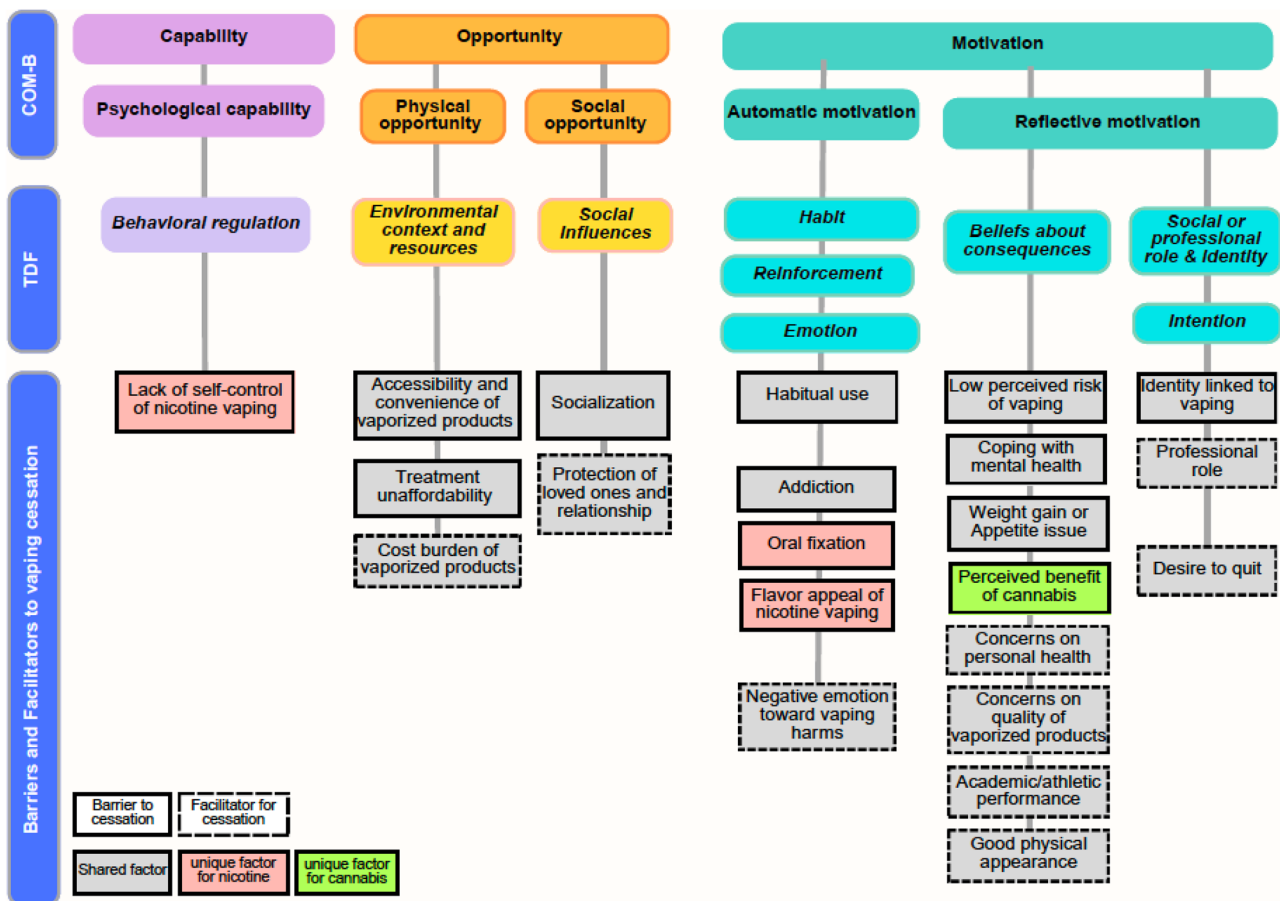 COM-B
Capability
Opportunity
Motivation
Psychological capability
Physical
opportunity
Social
opportunity
Automatic motivation
Reflective motivation
TDF
Behavioral regulation
Environmental
context and
resources
Social
Influences
Habit
Reinforcement
Emotion
Beliefs about
consequences
Social or
professional
role & Identity
Intention
Barriers and Facilitators to vaping cessation
Lack of self-control
of nicotine vaping
Accessibility and
convenience of
vaporized products
Treatment
unaffordability
Cost burden of
vaporized products
Socialization
Protection of
loved ones and
relationship
Habitual use
Addiction
Oral fixation
Flavor appeal of
nicotine vaping
Negative emotion
toward vaping
harms
Low perceived risk
of vaping
Coping with
mental health
Weight gain or
Appetite issue
Perceived benefit
of cannabis
Concerns on
personal health
Concerns on
quality of
vaporized products
Academic/athletic
performance
Good physical
appearance
Identity linked to
vaping
Professional
role
Desire to quit
Barrier to
cessation
Facilitator for
cessation
Shared factor
unique factor
for nicotine
unique factor
for cannabis